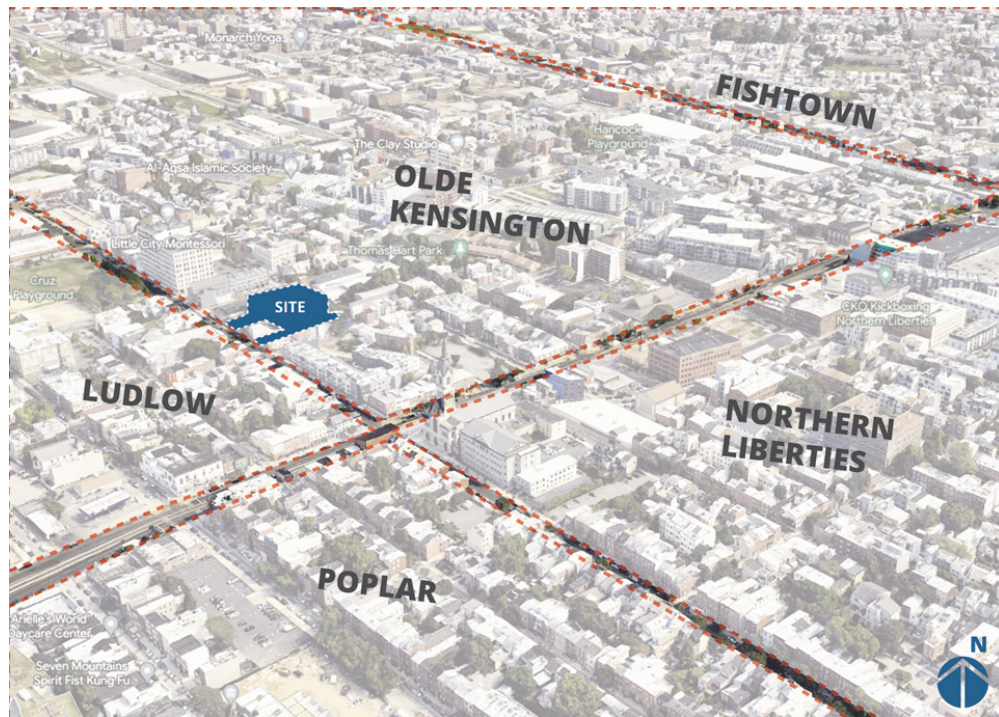 Monarch Yoga
FISHTOWN
The Clay Studio
Hancock
Playground
Al-Aqsa Islamic Society
OLDE
KENSINGTON
Little City Montessori
Thomas Hart Park
Cruz
Playground
SITE
CKO Kickboxing
Northern Liberties
LUDLOW
NORTHERN
LIBERTIES
POPLAR
Arielle's World
Daycare Center
Seven Mountains
Spirit Fist Kung Fu
N